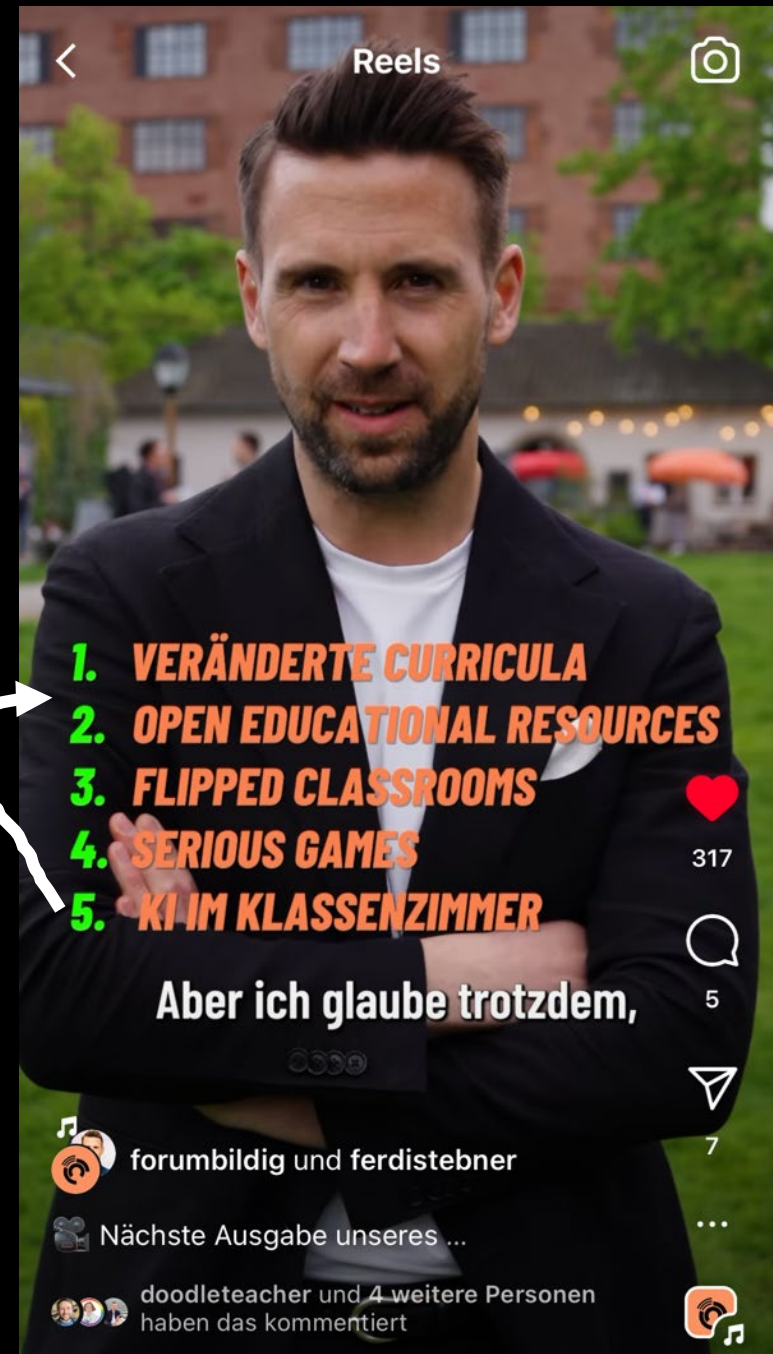 Reels
1. VERÄNDERTE CURRICULA
2. OPEN EDUCATIONAL RESOURCES
3. FLIPPED CLASSROOMS
4. SERIOUS GAMES
5. KI IM KLASSENZIMMER
317
Aber ich glaube trotzdem,
5
7
forumbildig und ferdistebner
🎥 Nächste Ausgabe unseres ...
doodleteacher und 4 weitere Personen
haben das kommentiert